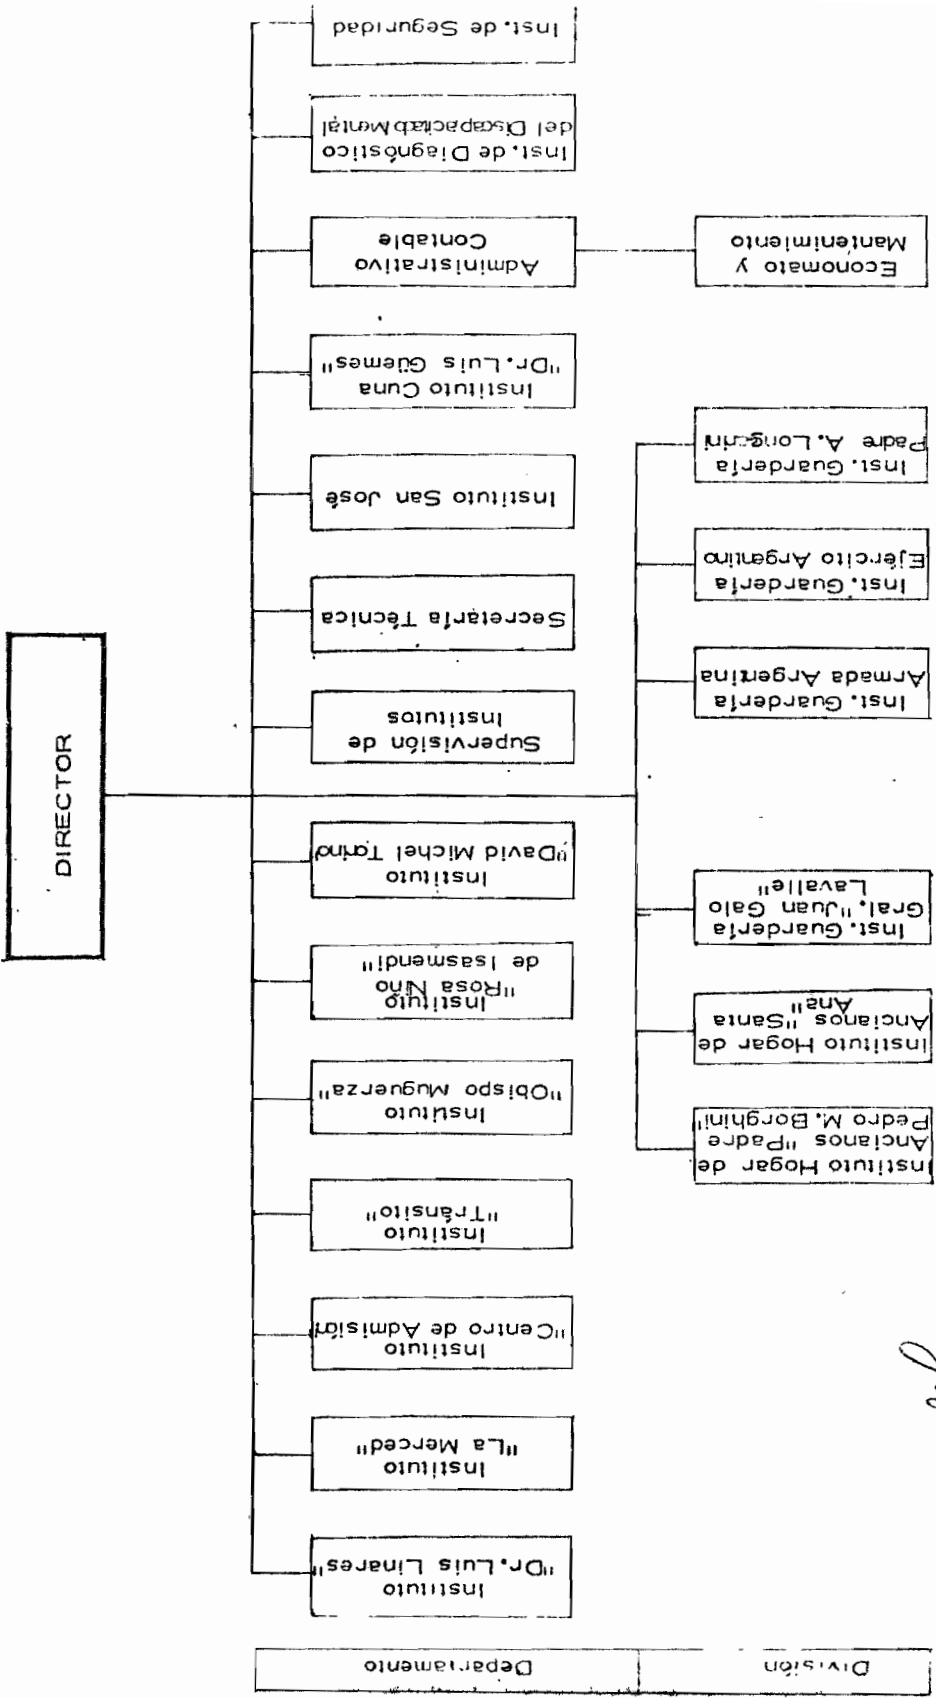 DIRECTOR
División
Departamento
Instituto
"Dr. Luis Linares"
Instituto
"La Merced"
Instituto
"Centro de Admisión"
Instituto
"Tránsito"
Instituto
"Obispo Muguerza"
Instituto
"Rosa Niño
de Isasmendi"
Instituto
"David Michel Torino"
Supervisión de
Institutos
Secretaría Técnica
Instituto San José
Instituto Cuna
"Dr. Luis Güemes"
Administrativo
Contable
Inst. de Diagnóstico
del Discapacitado Mental
Inst. de Seguridad
Instituto Hogar de
Ancianos "Padre
Pedro M. Borghini"
Instituto Hogar de
Ancianos "Santa
Ana"
Inst. Guardería
Gral. "Juan Galo
Lavalle"
Inst. Guardería
Armada Argentina
Inst. Guardería
Ejército Argentino
Inst. Guardería
Padre A. Longarini
Economato y
Mantenimiento